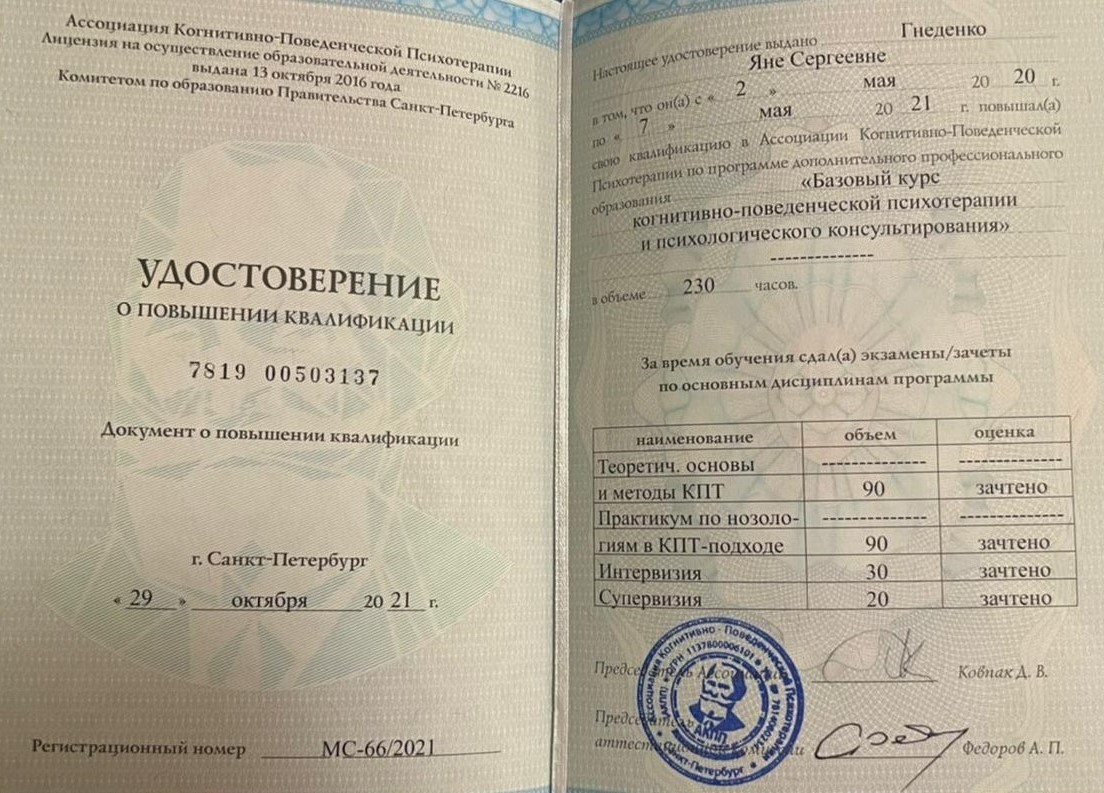 Ассоциация Когнитивно-Поведенческой Психотерапии
Лицензия на осуществление образовательной деятельности № 2216
выдана 13 октября 2016 года
Комитетом по образованию Правительства Санкт-Петербурга
УДОСТОВЕРЕНИЕ
О ПОВЫШЕНИИ КВАЛИФИКАЦИИ
7819 00503137
Документ о повышении квалификации
г. Санкт-Петербург
« 29 » октября 20 21 г.
Регистрационный номер МС-66/2021
Настоящее удостоверение выдано Гнеденко
Яне Сергеевне
в том, что он(а) с « 2 » мая 20 20 г.
по « 7 » мая 20 21 г. повышал(а)
свою квалификацию в Ассоциации Когнитивно-Поведенческой
Психотерапии по программе дополнительного профессионального
образования «Базовый курс
когнитивно-поведенческой психотерапии
и психологического консультирования»
--------------
в объеме 230 часов.
За время обучения сдал(а) экзамены/зачеты
по основным дисциплинам программы
наименование объем оценка
Теоретич. основы -------------- --------------
и методы КПТ 90 зачтено
Практикум по нозоло- -------------- --------------
гиям в КПТ-подходе 90 зачтено
Интервизия 30 зачтено
Супервизия 20 зачтено
Председатель Ассоциации Ковпак Д. В.
Председатель
аттестационной комиссии Федоров А. П.
Ассоциация Когнитивно - Поведенческой Психотерапии
Санкт-Петербург
ОГРН 1137800006101
АКПП